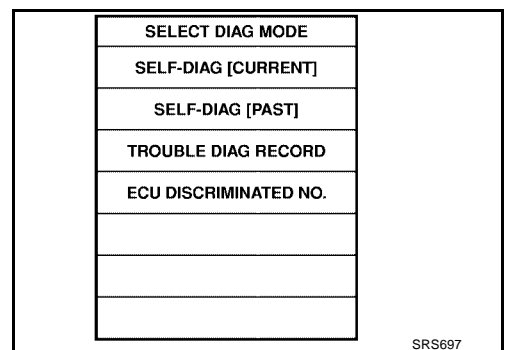 SELECT DIAG MODE
SELF-DIAG [CURRENT]
SELF-DIAG [PAST]
TROUBLE DIAG RECORD
ECU DISCRIMINATED NO.
SRS697